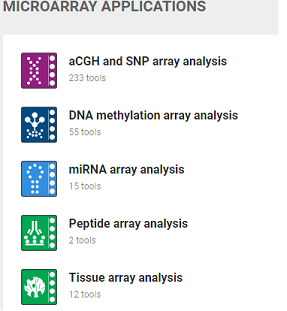 MICROARRAY APPLICATIONS
aCGH and SNP array analysis
233 tools
DNA methylation array analysis
55 tools
miRNA array analysis
15 tools
Peptide array analysis
2 tools
Tissue array analysis
12 tools